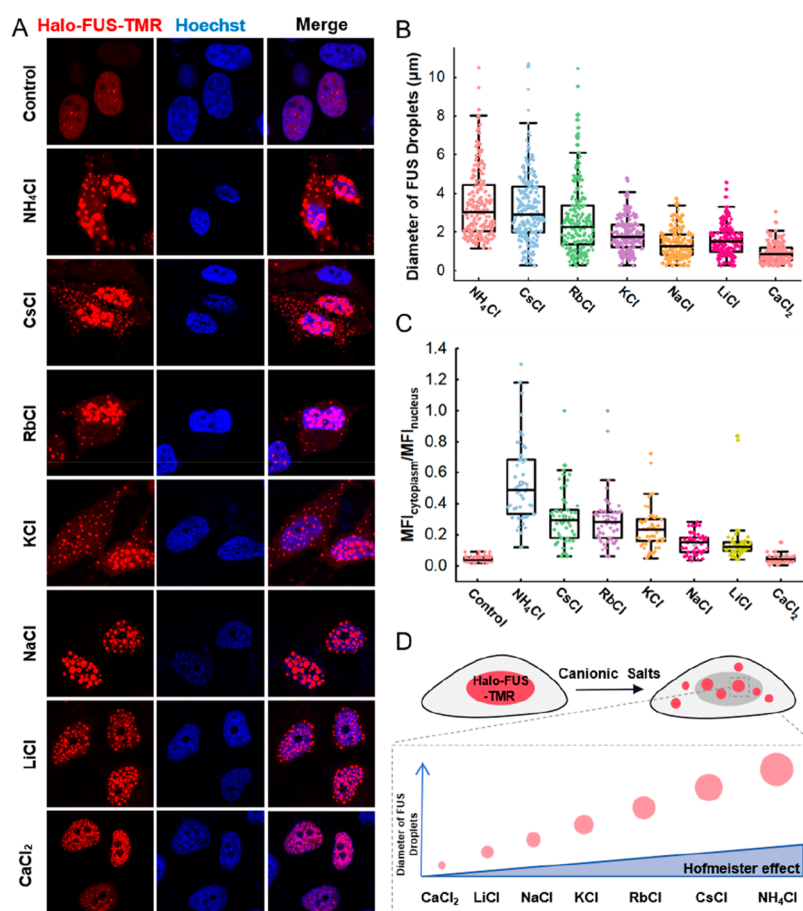 A
Halo-FUS-TMR Hoechst Merge
Control
NH₄Cl
CsCl
RbCl
KCl
NaCl
LiCl
CaCl₂
B
Diameter of FUS Droplets (μm)
10
8
6
4
2
0
NH₄Cl CsCl RbCl KCl NaCl LiCl CaCl₂
C
MFIcytoplasm/MFInucleus
1.4
1.2
1.0
0.8
0.6
0.4
0.2
0.0
Control NH₄Cl CsCl RbCl KCl NaCl LiCl CaCl₂
D
Halo-FUS
-TMR
Canionic Salts
Diameter of FUS
Droplets
Hofmeister effect
CaCl₂ LiCl NaCl KCl RbCl CsCl NH₄Cl